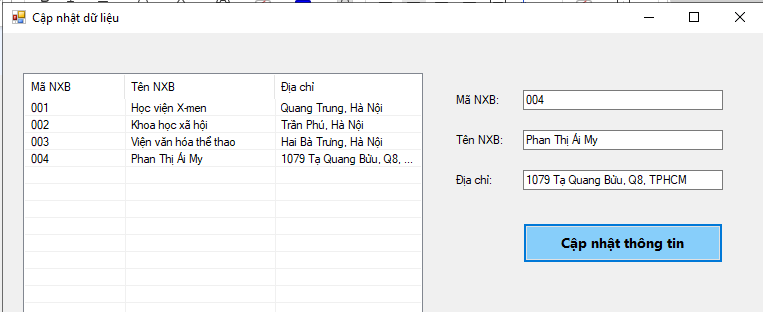 Cập nhật dữ liệu
Mã NXB Tên NXB Địa chỉ
001 Học viện X-men Quang Trung, Hà Nội
002 Khoa học xã hội Trần Phú, Hà Nội
003 Viện văn hóa thể thao Hai Bà Trưng, Hà Nội
004 Phan Thị Ái My 1079 Tạ Quang Bửu, Q8, ...
Mã NXB: 004
Tên NXB: Phan Thị Ái My
Địa chỉ: 1079 Tạ Quang Bửu, Q8, TPHCM
Cập nhật thông tin